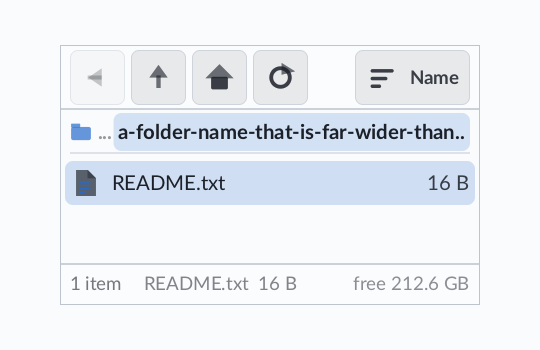 Name
... a-folder-name-that-is-far-wider-than..
README.txt 16 B
1 item README.txt 16 B free 212.6 GB